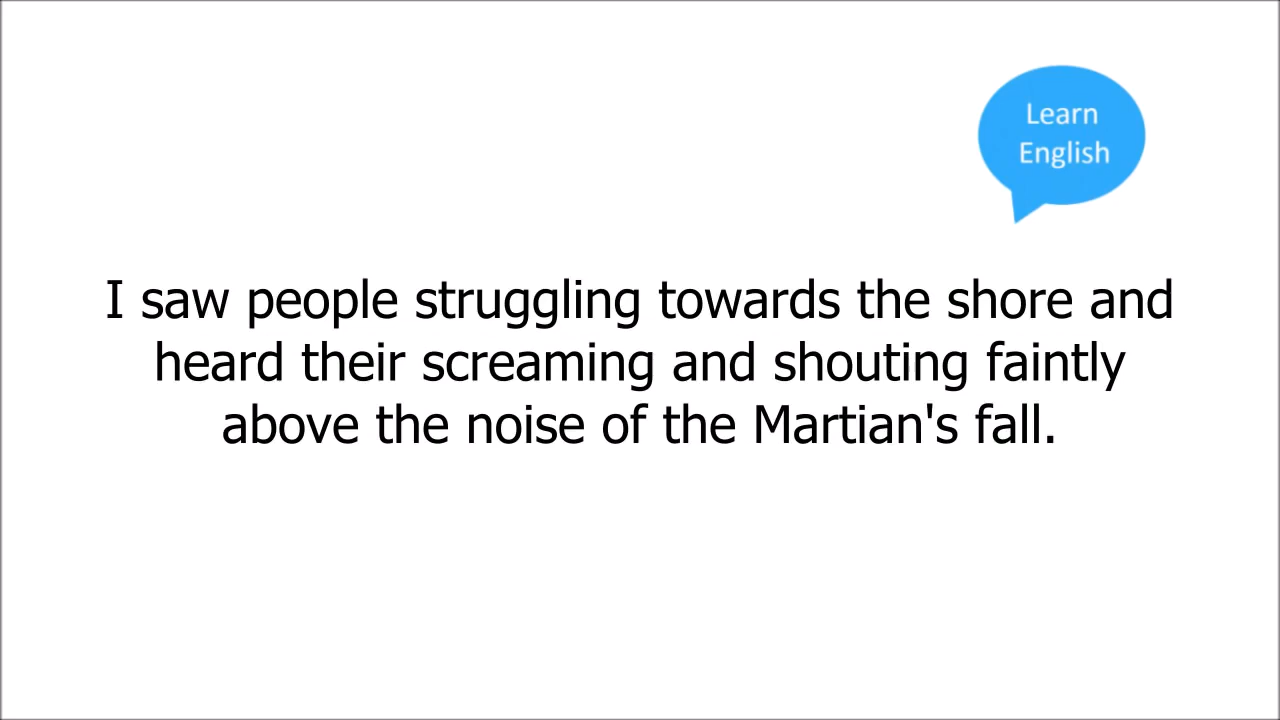 Learn
English
I saw people struggling towards the shore and
heard their screaming and shouting faintly
above the noise of the Martian's fall.